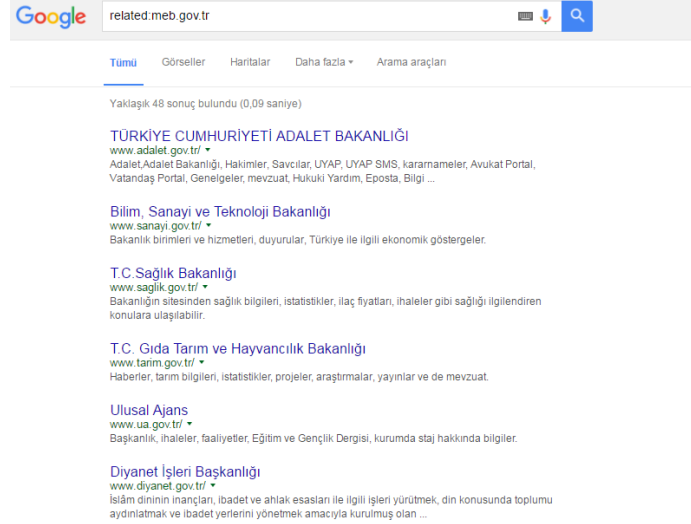 Google
related:meb.gov.tr
Tümü Görseller Haritalar Daha fazla Arama araçları
Yaklaşık 48 sonuç bulundu (0,09 saniye)
TÜRKİYE CUMHURİYETİ ADALET BAKANLIĞI
www.adalet.gov.tr/
Adalet,Adalet Bakanlığı, Hakimler, Savcılar, UYAP, UYAP SMS, kararnameler, Avukat Portal,
Vatandaş Portal, Genelgeler, mevzuat, Hukuki Yardım, Eposta, Bilgi ...
Bilim, Sanayi ve Teknoloji Bakanlığı
www.sanayi.gov.tr/
Bakanlık birimleri ve hizmetleri, duyurular, Türkiye ile ilgili ekonomik göstergeler.
T.C.Sağlık Bakanlığı
www.saglik.gov.tr/
Bakanlığın sitesinden sağlık bilgileri, istatistikler, ilaç fiyatları, ihaleler gibi sağlığı ilgilendiren
konulara ulaşılabilir.
T.C. Gıda Tarım ve Hayvancılık Bakanlığı
www.tarim.gov.tr/
Haberler, tarım bilgileri, istatistikler, projeler, araştırmalar, yayınlar ve de mevzuat.
Ulusal Ajans
www.ua.gov.tr/
Başkanlık, ihaleler, faaliyetler, Eğitim ve Gençlik Dergisi, kurumda staj hakkında bilgiler.
Diyanet İşleri Başkanlığı
www.diyanet.gov.tr/
İslâm dininin inançları, ibadet ve ahlak esasları ile ilgili işleri yürütmek, din konusunda toplumu
aydınlatmak ve ibadet yerlerini yönetmek amacıyla kurulmuş olan ...